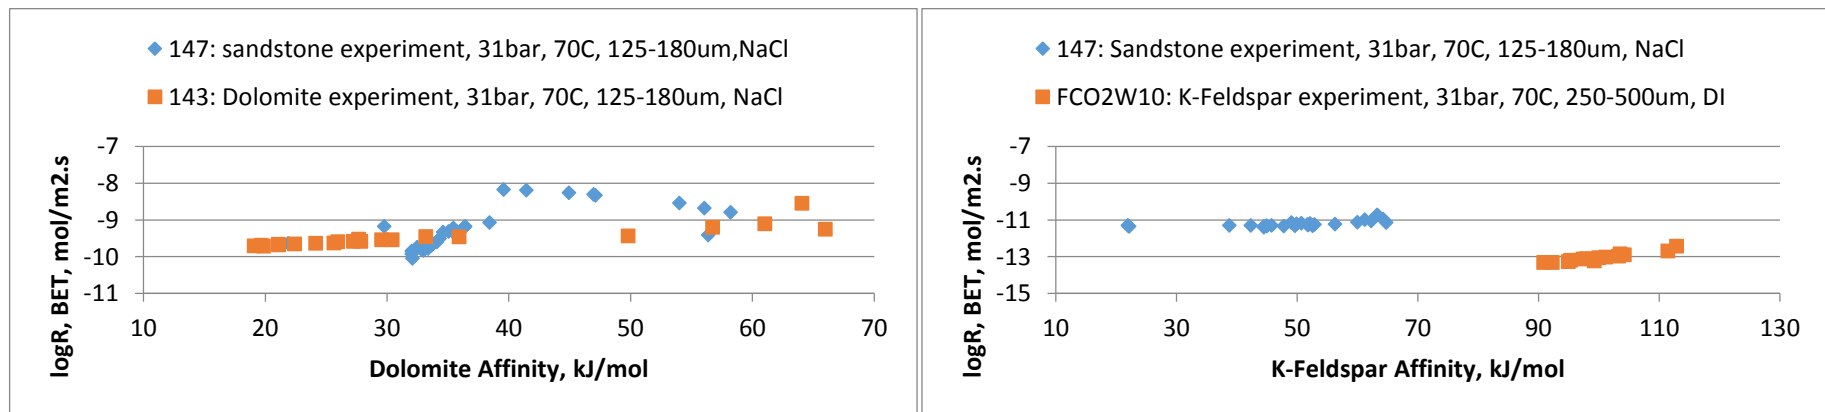 147: sandstone experiment, 31bar, 70C, 125-180um,NaCl
143: Dolomite experiment, 31bar, 70C, 125-180um, NaCl
logR, BET, mol/m2.s
-7
-8
-9
-10
-11
10 20 30 40 50 60 70
Dolomite Affinity, kJ/mol
147: Sandstone experiment, 31bar, 70C, 125-180um, NaCl
FCO2W10: K-Feldspar experiment, 31bar, 70C, 250-500um, DI
logR, BET, mol/m2.s
-7
-9
-11
-13
-15
10 30 50 70 90 110 130
K-Feldspar Affinity, kJ/mol